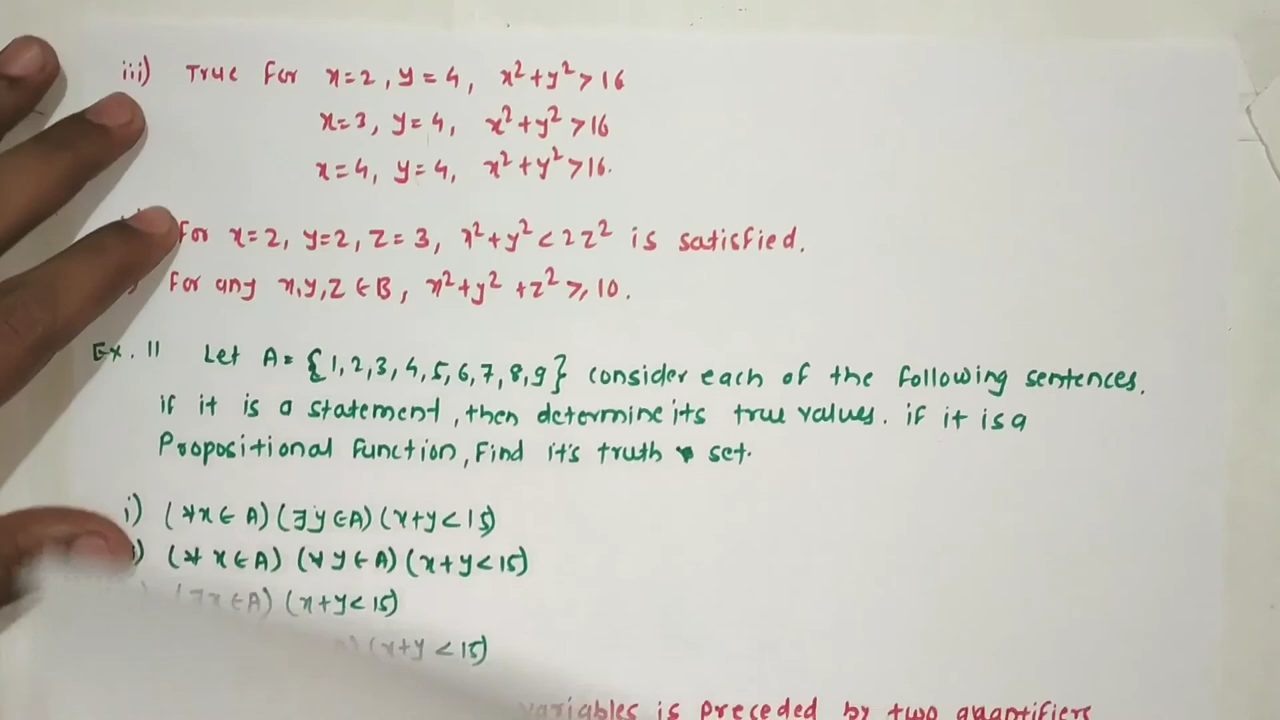 iii) True For x=2, y=4, x²+y²>16
x=3, y=4, x²+y²>16
x=4, y=4, x²+y²>16.
For x=2, y=2, z=3, x²+y²<2z² is satisfied.
For any x,y,z ∈ B, x²+y²+z² ≥ 10.
Ex. 11 Let A = {1,2,3,4,5,6,7,8,9} consider each of the following sentences.
if it is a statement, then determine its true values. if it is a
Propositional function, Find it's truth set.
i) (∀x ∈ A) (∃y ∈ A) (x+y<15)
) (∀ x ∈ A) (∀ y ∈ A) (x+y<15)
(∃x ∈ A) (x+y<15)
) (x+y <15)
variables is preceded by two quantifiers